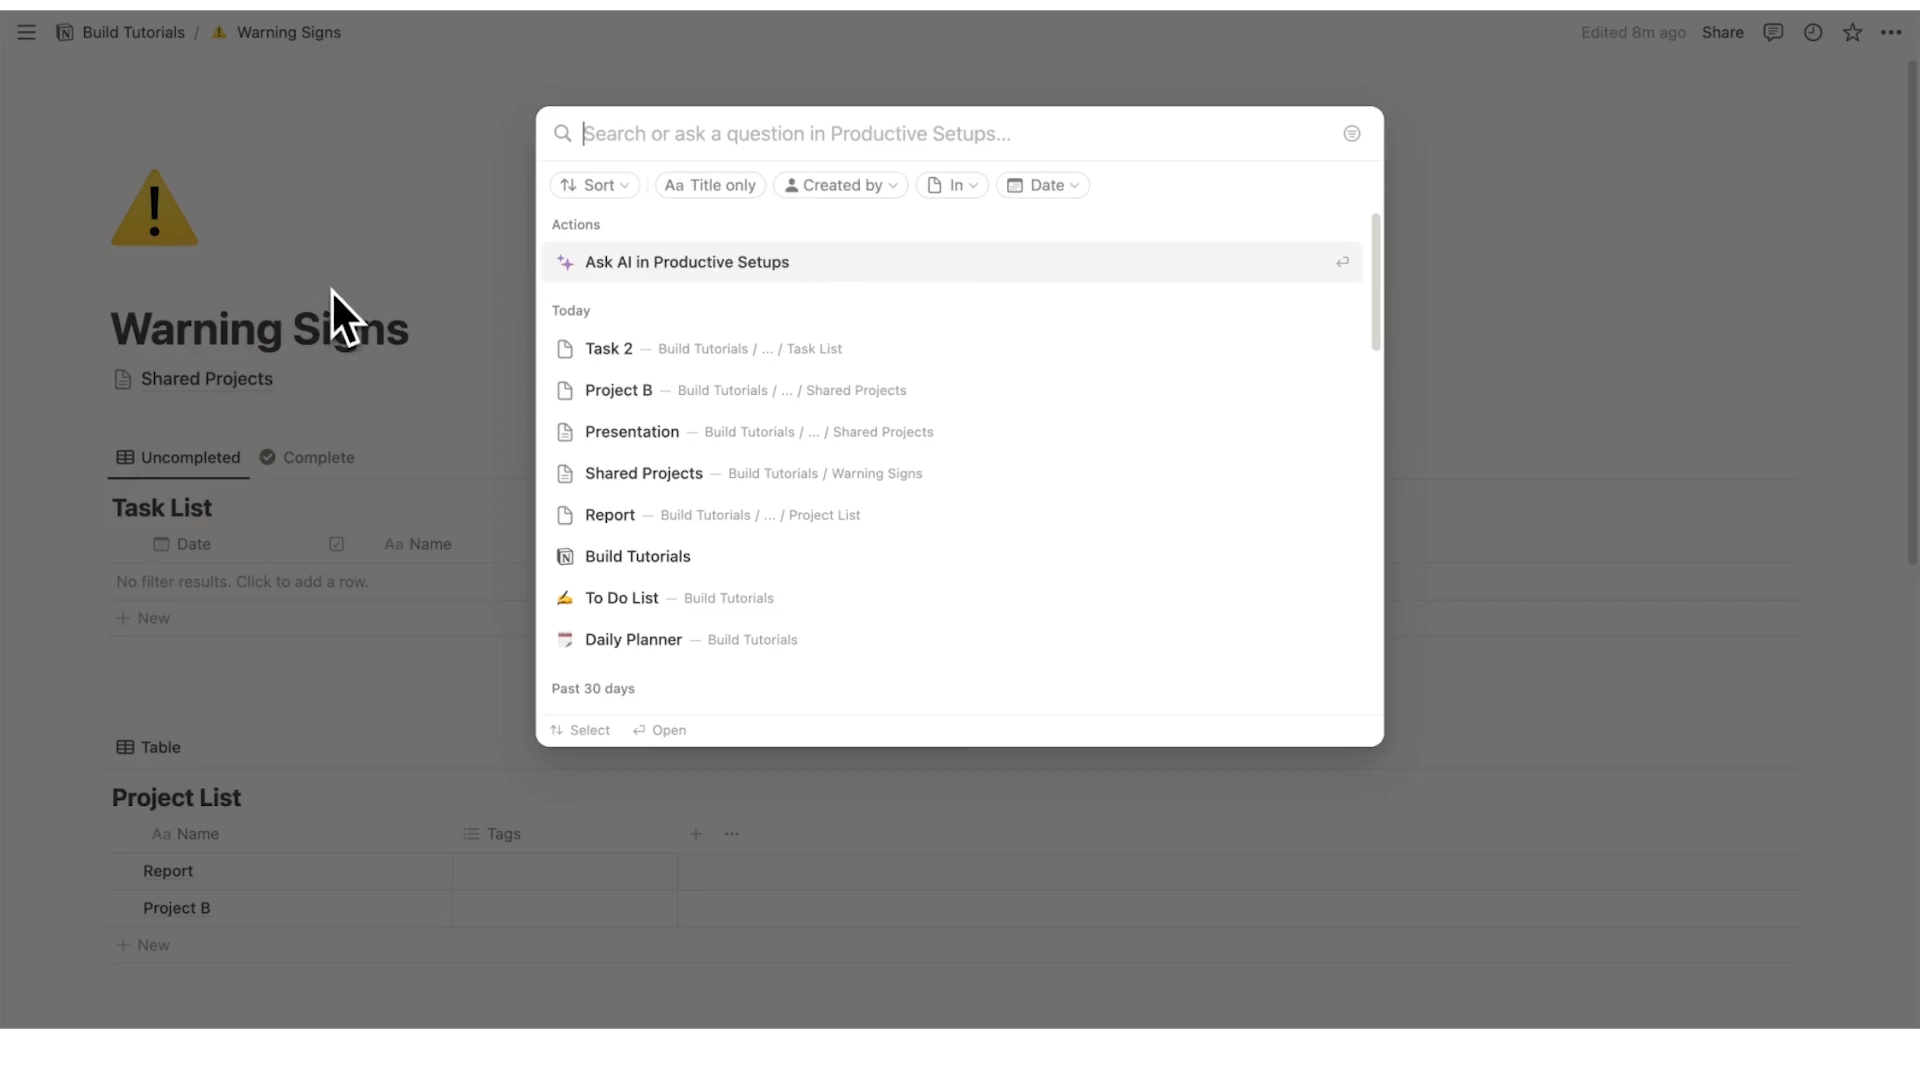 Build Tutorials / Warning Signs
Edited 8m ago Share
Search or ask a question in Productive Setups...
Sort Aa Title only Created by In Date
Actions
Ask AI in Productive Setups
Today
Task 2 — Build Tutorials / ... / Task List
Project B — Build Tutorials / ... / Shared Projects
Presentation — Build Tutorials / ... / Shared Projects
Shared Projects — Build Tutorials / Warning Signs
Report — Build Tutorials / ... / Project List
Build Tutorials
To Do List — Build Tutorials
Daily Planner — Build Tutorials
Past 30 days
Select Open
Warning Signs
Shared Projects
Uncompleted Complete
Task List
Date Aa Name
No filter results. Click to add a row.
+ New
Table
Project List
Aa Name Tags
Report
Project B
+ New